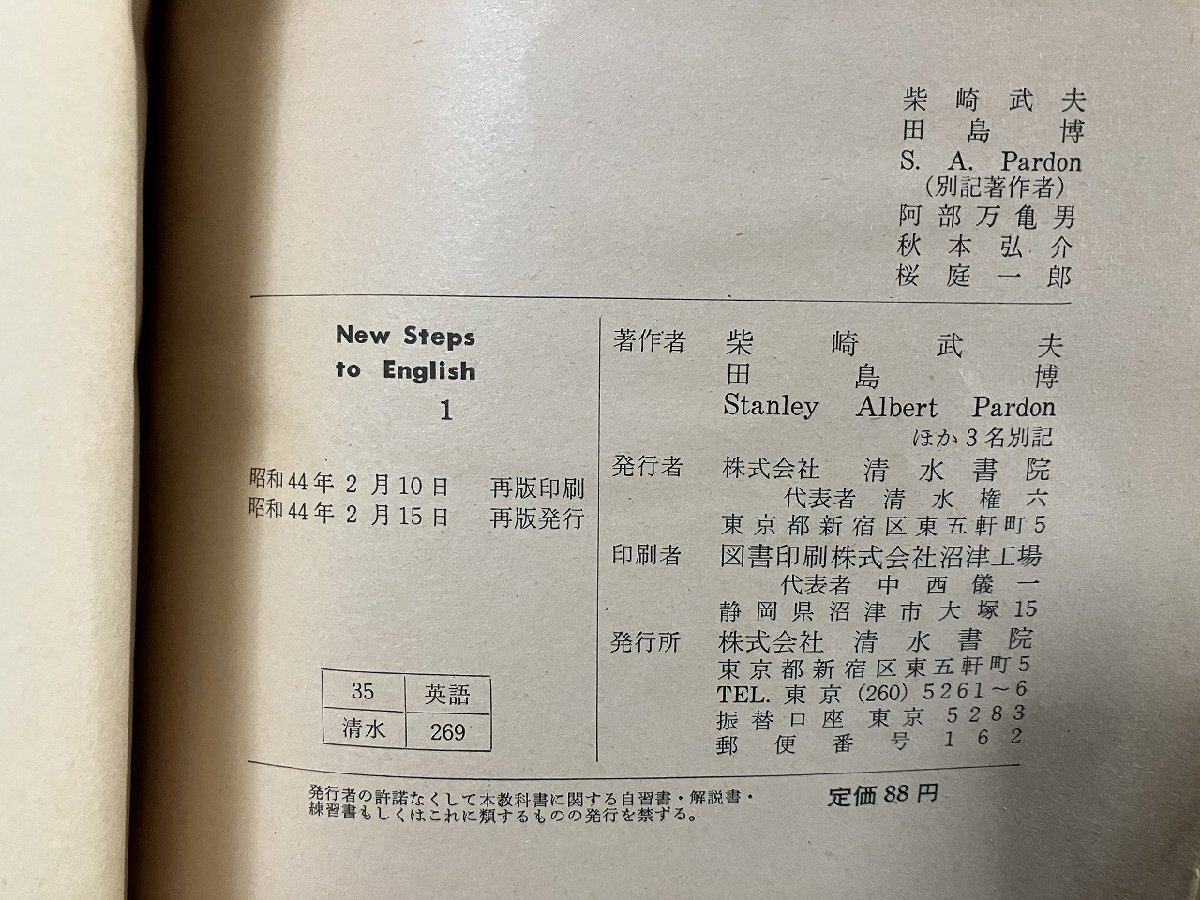 柴崎武夫
田島博
S. A. Pardon
(別記著作者)
阿部万亀男
秋本弘介
桜庭一郎
New Steps
to English
1
昭和44年 2月10日 再版印刷
昭和44年 2月15日 再版発行
35 英語
清水 269
著作者 柴崎武夫
田島博
Stanley Albert Pardon
ほか3名別記
発行者 株式会社 清水書院
代表者 清水権六
東京都新宿区東五軒町5
印刷者 図書印刷株式会社沼津工場
代表者 中西儀一
静岡県沼津市大塚15
発行所 株式会社 清水書院
東京都新宿区東五軒町5
TEL. 東京 (260) 5261~6
振替口座 東京 5283
郵便番号 162
発行者の許諾なくして本教科書に関する自習書・解説書・
練習書もしくはこれに類するものの発行を禁ずる。
定価 88 円